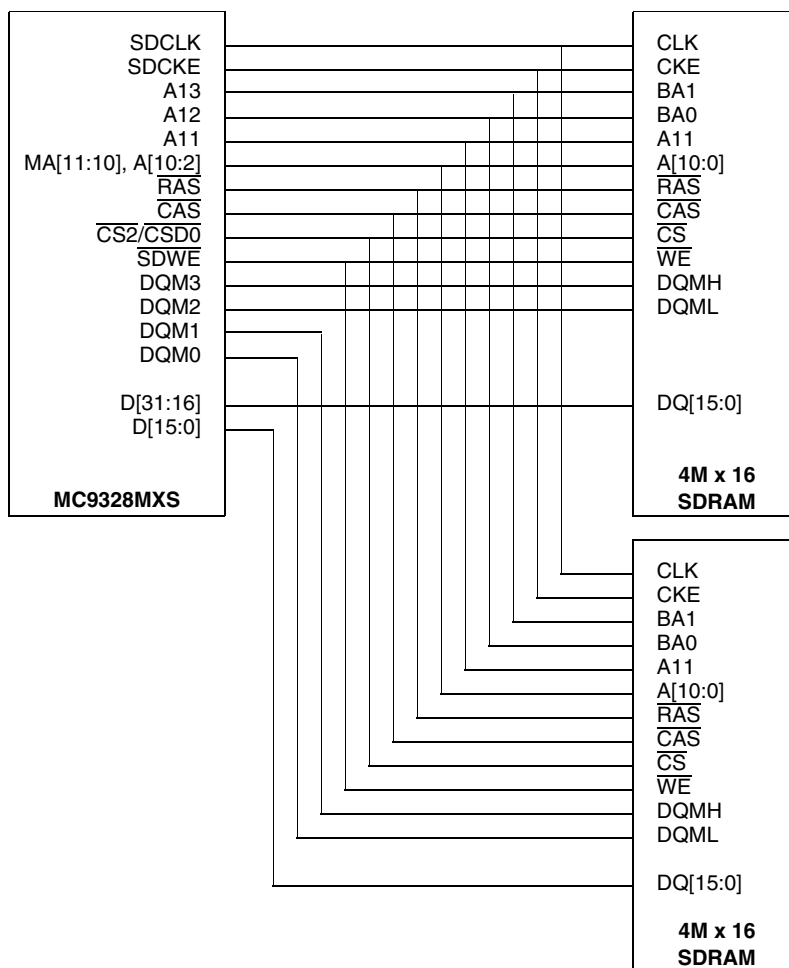 SDCLK
SDCKE
A13
A12
A11
MA[11:10], A[10:2]
RAS
CAS
CS2/CSD0
SDWE
DQM3
DQM2
DQM1
DQM0
D[31:16]
D[15:0]
MC9328MXS
CLK
CKE
BA1
BA0
A11
A[10:0]
RAS
CAS
CS
WE
DQMH
DQML
DQ[15:0]
4M x 16
SDRAM
CLK
CKE
BA1
BA0
A11
A[10:0]
RAS
CAS
CS
WE
DQMH
DQML
DQ[15:0]
4M x 16
SDRAM